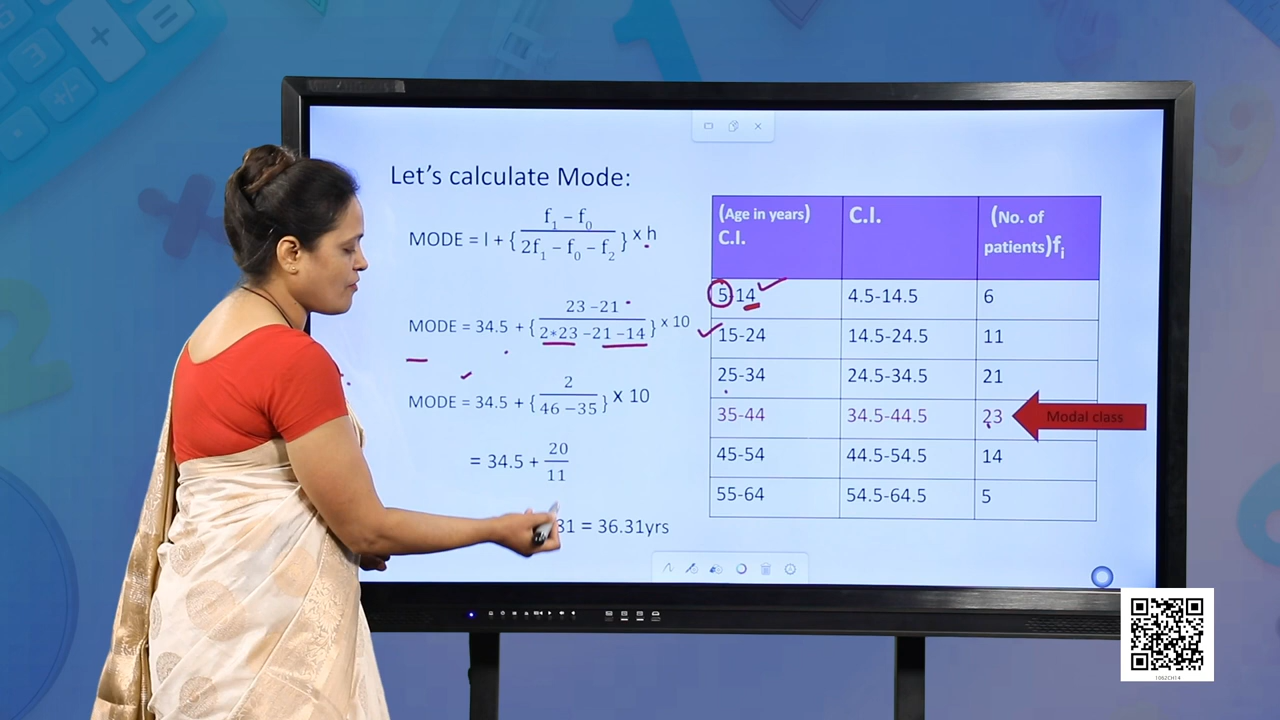 Let's calculate Mode:
MODE = l + { f₁ – f₀ / 2f₁ – f₀ – f₂ } x h
MODE = 34.5 + { 23 –21 / 2*23 –21 –14 } x 10
MODE = 34.5 + { 2 / 46 –35 } x 10
= 34.5 + 20 / 11
81 = 36.31yrs
(Age in years) C.I. C.I. (No. of patients)fᵢ
5-14 4.5-14.5 6
15-24 14.5-24.5 11
25-34 24.5-34.5 21
35-44 34.5-44.5 23 Modal class
45-54 44.5-54.5 14
55-64 54.5-64.5 5
1062CH14